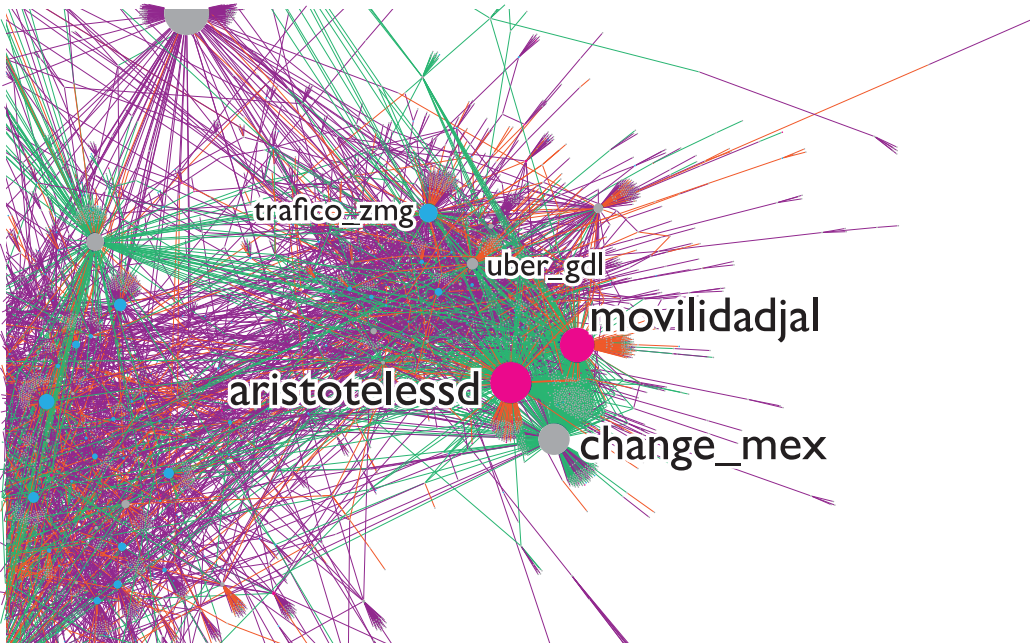 trafico_zmg
uber_gdl
movilidadjal
aristotelessd
change_mex